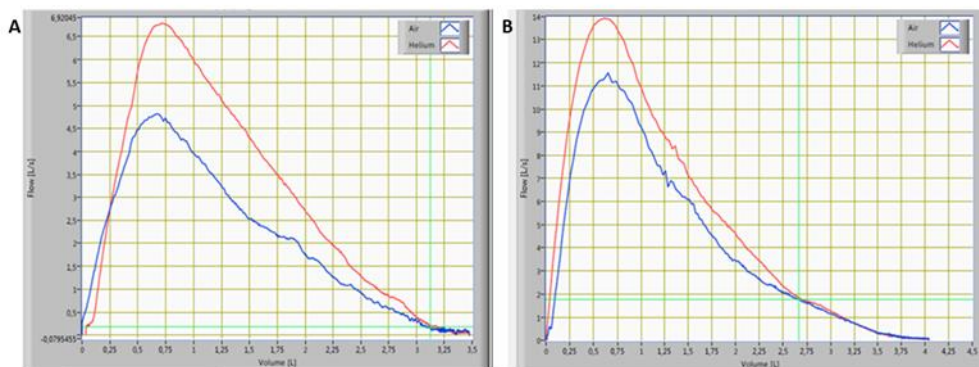 A
6,92045
6,5
6
5,5
5
4,5
4
3,5
3
2,5
2
1,5
1
0,5
-0,0795455
Flow [L/s]
Air
Helium
0 0,25 0,5 0,75 1 1,25 1,5 1,75 2 2,25 2,5 2,75 3 3,25 3,5
Volume [L]
B
14
13
12
11
10
9
8
7
6
5
4
3
2
1
0
Flow [L/s]
Air
Helium
0 0,25 0,5 0,75 1 1,25 1,5 1,75 2 2,25 2,5 2,75 3 3,25 3,5 3,75 4 4,25 4,5
Volume [L]